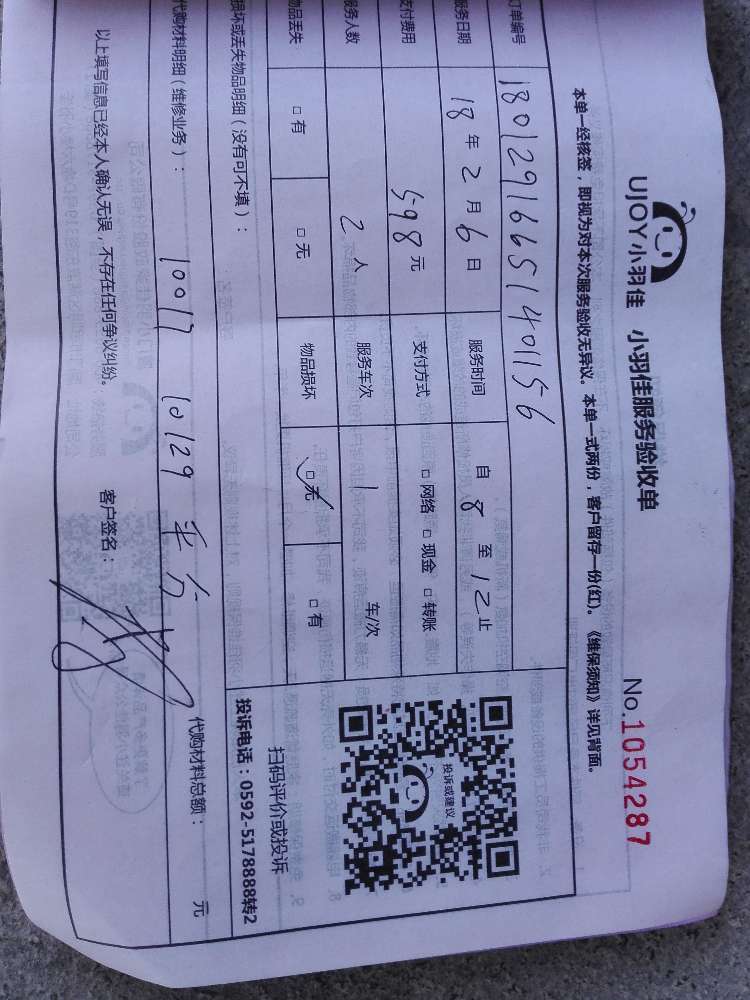 UJOY小羽佳 小羽佳服务验收单
No.1054287
本单一经核签，即视为对本次服务验收无异议。本单一式两份，客户留存一份(红)。《维保须知》详见背面。
订单编号 18012916651401156
服务日期 18 年 2 月 6 日 服务时间 自 8 至 12 止
支付费用 598 元 支付方式 □网络 □现金 □转账
服务人数 2 人 服务车次 1 车/次
物品丢失 □有 □无 物品损坏 □无 □有
损坏或丢失物品明细（没有可不填）：
投诉或建议
扫码评价或投诉
投诉电话：0592-5178888转2
代购材料明细（维修业务）： 10017 10129 平分 代购材料总额： 元
以上填写信息已经本人确认无误，不存在任何争议纠纷。 客户签名：